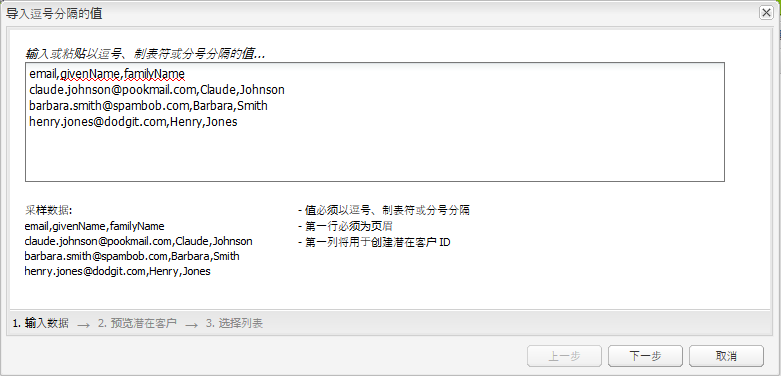 导入逗号分隔的值
输入或粘贴以逗号、制表符或分号分隔的值...
email,givenName,familyName
claude.johnson@pookmail.com,Claude,Johnson
barbara.smith@spambob.com,Barbara,Smith
henry.jones@dodgit.com,Henry,Jones
采样数据:
email,givenName,familyName
claude.johnson@pookmail.com,Claude,Johnson
barbara.smith@spambob.com,Barbara,Smith
henry.jones@dodgit.com,Henry,Jones
- 值必须以逗号、制表符或分号分隔
- 第一行必须为页眉
- 第一列将用于创建潜在客户 ID
1. 输入数据 → 2. 预览潜在客户 → 3. 选择列表
上一步 下一步 取消